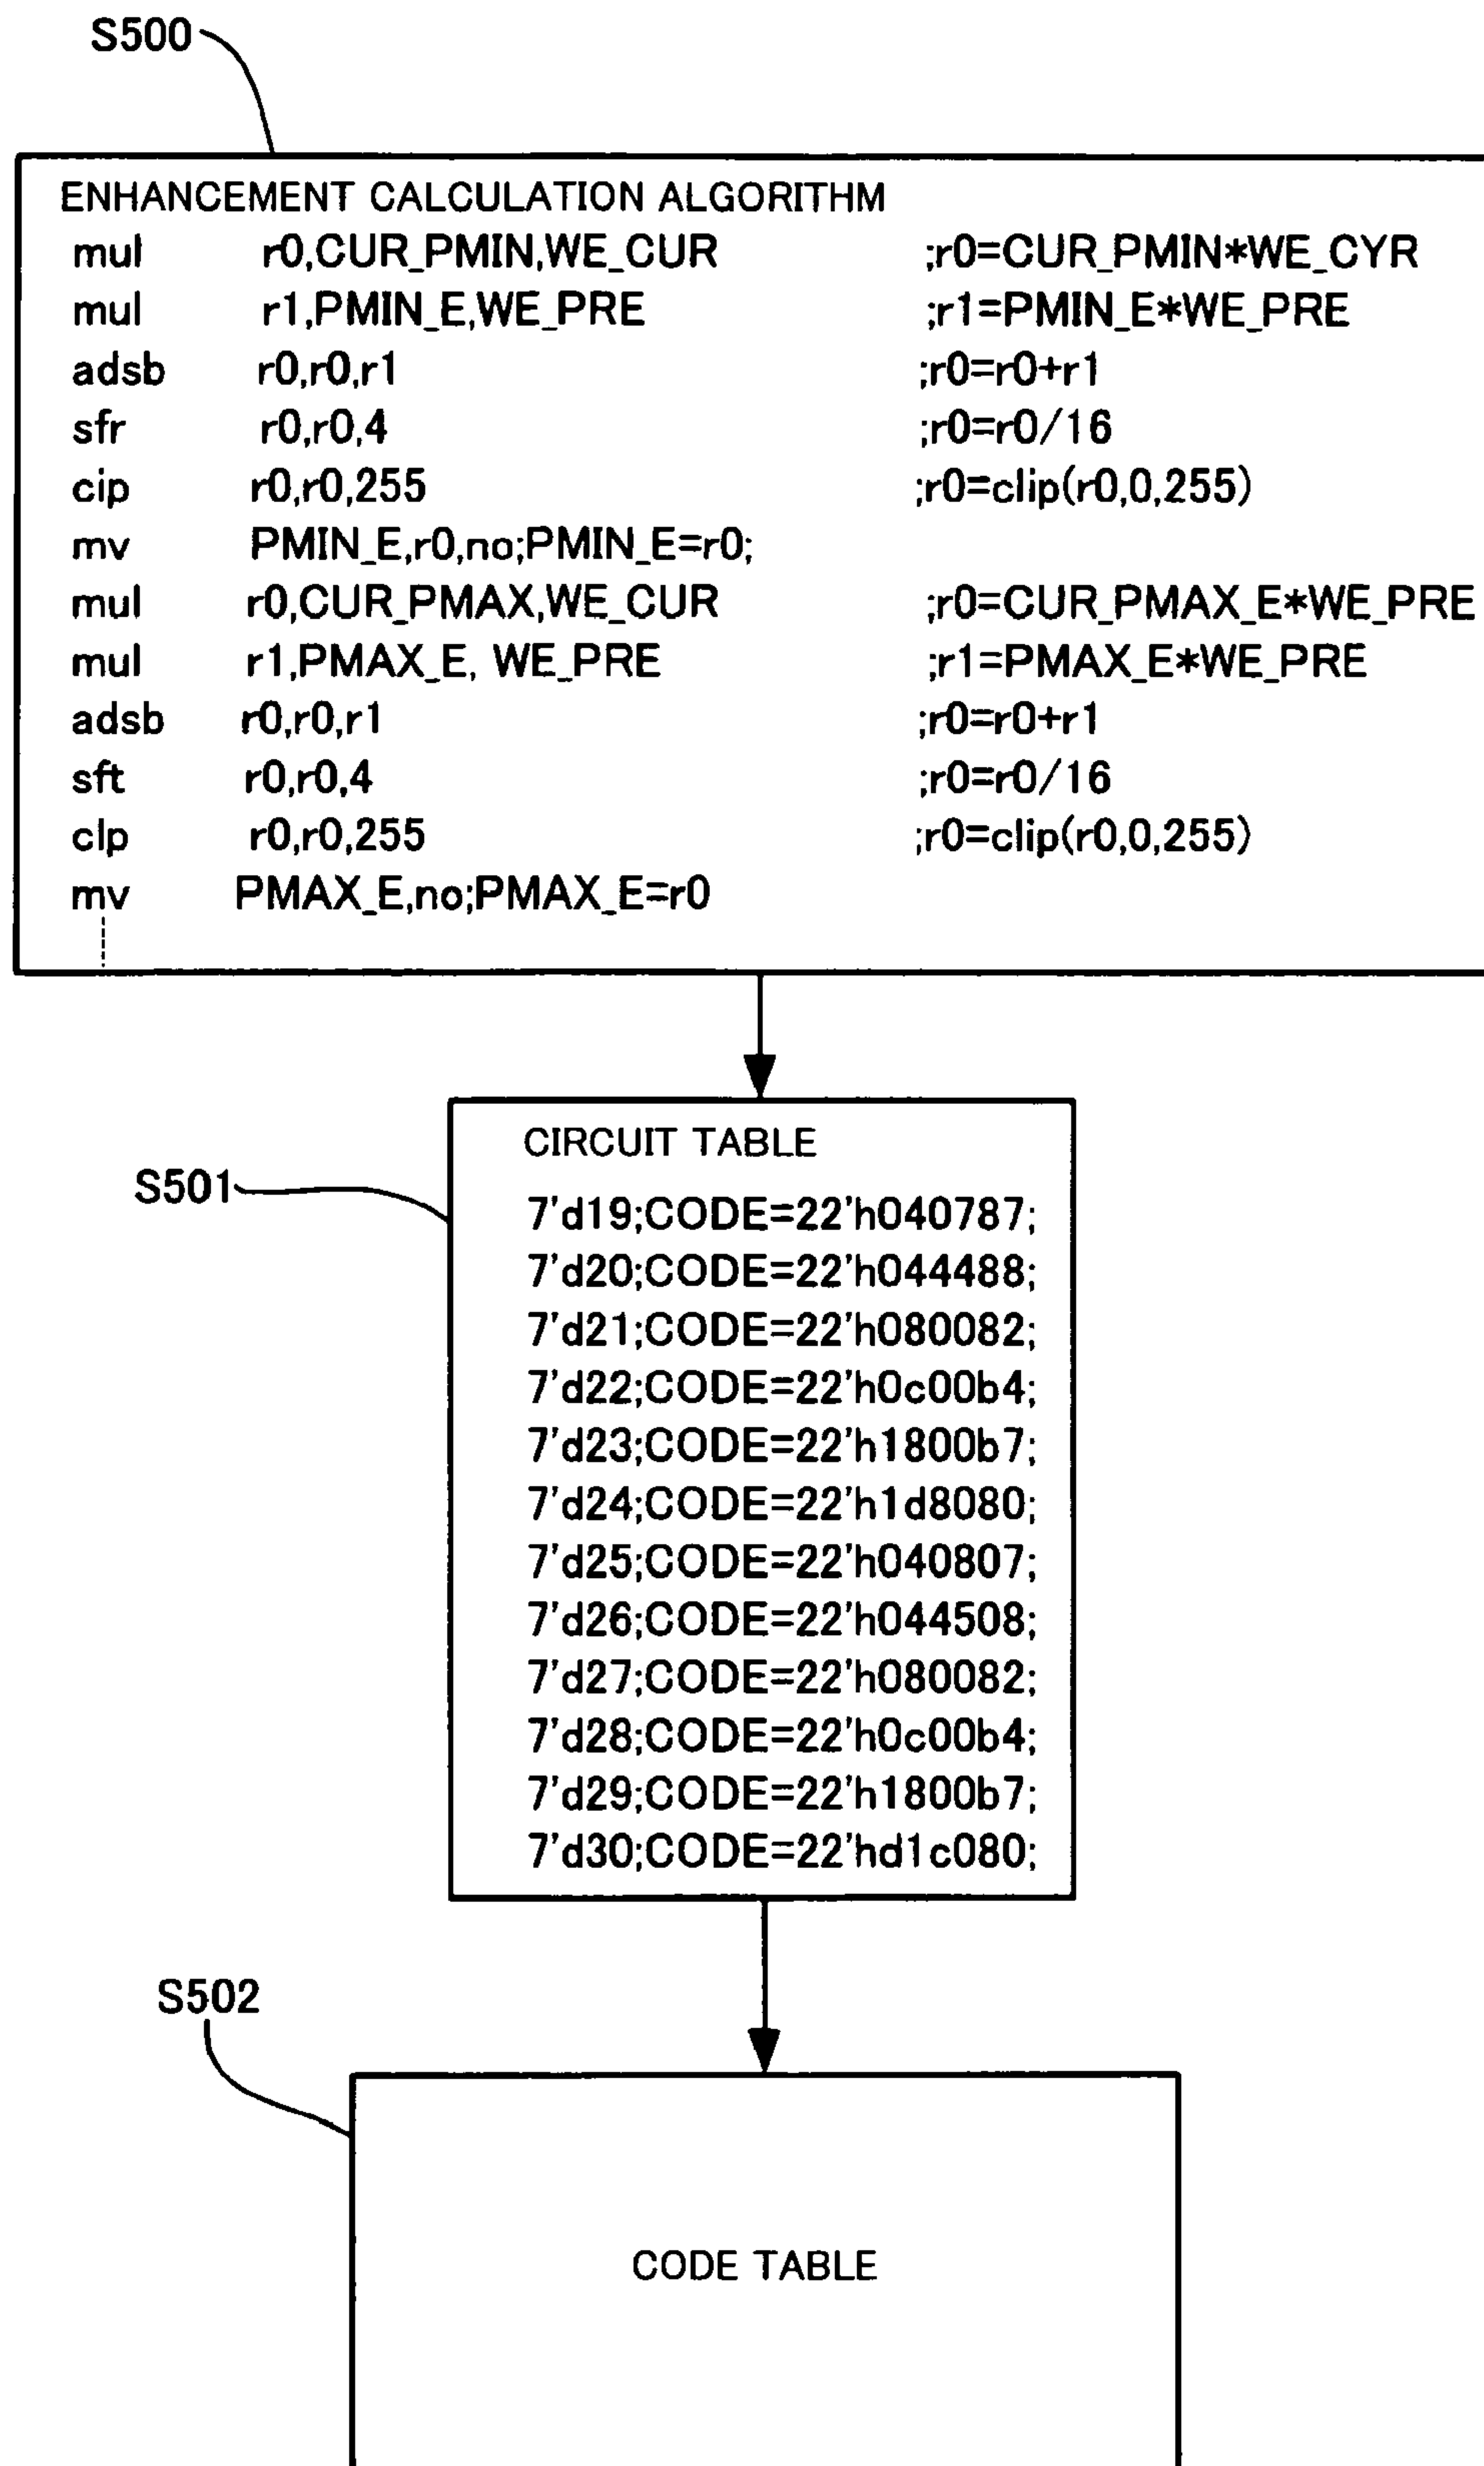 S500
ENHANCEMENT CALCULATION ALGORITHM
mul r0,CUR_PMIN,WE_CUR ;r0=CUR_PMIN*WE_CYR
mul r1,PMIN_E,WE_PRE ;r1=PMIN_E*WE_PRE
adsb r0,r0,r1 ;r0=r0+r1
sfr r0,r0,4 ;r0=r0/16
cip r0,r0,255 ;r0=clip(r0,0,255)
mv PMIN_E,r0,no;PMIN_E=r0;
mul r0,CUR_PMAX,WE_CUR ;r0=CUR_PMAX_E*WE_PRE
mul r1,PMAX_E, WE_PRE ;r1=PMAX_E*WE_PRE
adsb r0,r0,r1 ;r0=r0+r1
sft r0,r0,4 ;r0=r0/16
clp r0,r0,255 ;r0=clip(r0,0,255)
mv PMAX_E,no;PMAX_E=r0
S501
CIRCUIT TABLE
7'd19;CODE=22'h040787;
7'd20;CODE=22'h044488;
7'd21;CODE=22'h080082;
7'd22;CODE=22'h0c00b4;
7'd23;CODE=22'h1800b7;
7'd24;CODE=22'h1d8080;
7'd25;CODE=22'h040807;
7'd26;CODE=22'h044508;
7'd27;CODE=22'h080082;
7'd28;CODE=22'h0c00b4;
7'd29;CODE=22'h1800b7;
7'd30;CODE=22'hd1c080;
S502
CODE TABLE